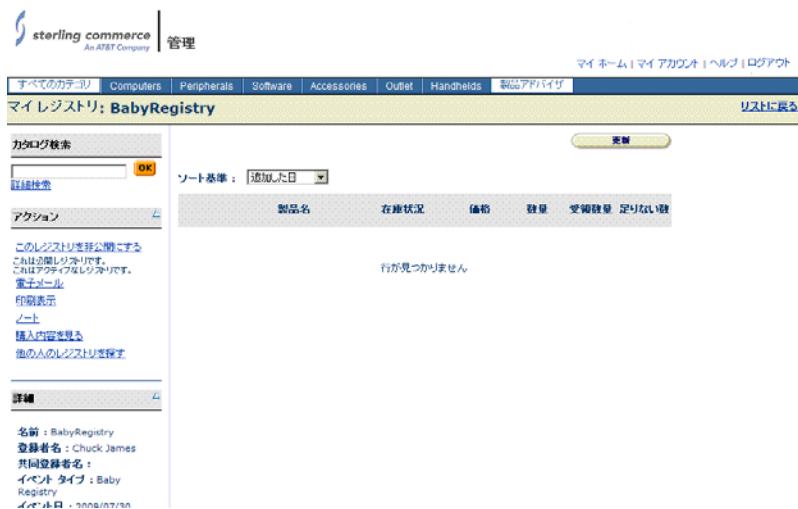 sterling commerce
An AT&T Company
管理
マイ ホーム | マイ アカウント | ヘルプ | ログアウト
すべてのカテゴリ Computers Peripherals Software Accessories Outlet Handhelds 製品アドバイザ
マイ レジストリ: BabyRegistry リストに戻る
カタログ検索
更新
OK
詳細検索
ソート基準: 追加した日
アクション
製品名 在庫状況 価格 数量 受領数量 足りない数
このレジストリを非公開にする
これは公開レジストリです。
これはアクティブなレジストリです。
行が見つかりません
電子メール
印刷表示
ノート
購入内容を見る
他の人のレジストリを探す
詳細
名前 : BabyRegistry
登録者名 : Chuck James
共同登録者名 :
イベント タイプ : Baby
Registry
イベント日 : 2009/07/30